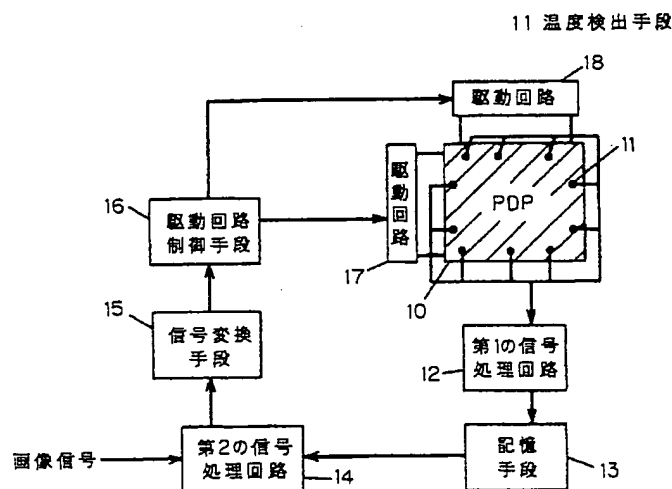 11 温度検出手段
18
駆動回路
11
駆動回路
PDP
16
駆動回路
制御手段
17
10
15
信号変換
手段
第1の信号
処理回路
12
画像信号
第2の信号
処理回路
14
記憶
手段
13